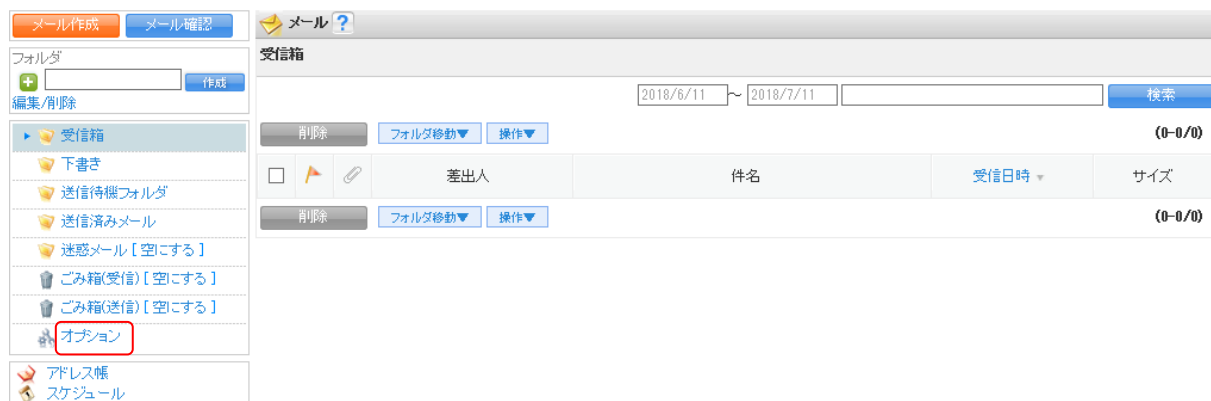 メール作成 メール確認
フォルダ
作成
編集/削除
受信箱
下書き
送信待機フォルダ
送信済みメール
迷惑メール [ 空にする ]
ごみ箱(受信) [ 空にする ]
ごみ箱(送信) [ 空にする ]
オプション
アドレス帳
スケジュール
メール ?
受信箱
2018/6/11 ～ 2018/7/11 検索
削除 フォルダ移動▼ 操作▼ (0-0/0)
差出人 件名 受信日時 ▼ サイズ
削除 フォルダ移動▼ 操作▼ (0-0/0)